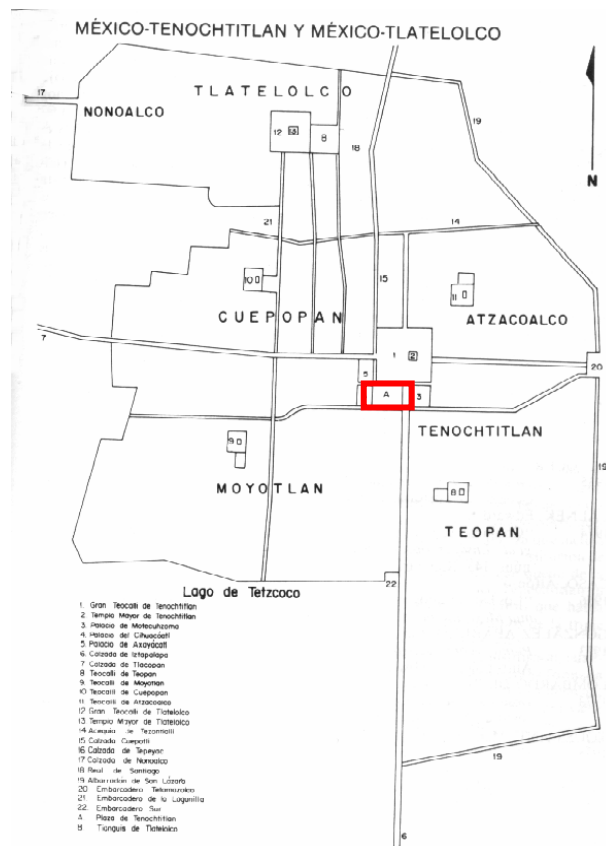 MÉXICO-TENOCHTITLAN Y MÉXICO-TLATELOLCO
17
TLATELOLCO
NONOALCO
12
13
8
18
19
N
21
14
10
15
11
CUEPOPAN
ATZACOALCO
7
1
2
20
5
A
3
TENOCHTITLAN
9
MOYOTLAN
8
TEOPAN
19
22
Lago de Tetzcoco
1. Gran Teocalli de Tenochtitlan
2 Templo Mayor de Tenochtitlan
3. Palacio de Motecuhzoma
4. Palacio del Cihuacóatl
5. Palacio de Axayácatl
6. Calzada de Iztapalapa
7 Calzada de Tlacopan
8 Teocalli de Teopan
9. Teocalli de Moyotlan
10 Teocalli de Cuepopan
11 Teocalli de Atzacoalco
12 Gran Teocalli de Tlatelolco
13 Templo Mayor de Tlatelolco
14 Acequia de Tezontlalli
15 Calzada Cuepotli
16 Calzada de Tepeyac
17 Calzada de Nonoalco
18 Real de Santiago
19 Albarradón de San Lázaro
20 Embarcadero Tetamazolco
21 Embarcadero de la Lagunilla
22 Embarcadero Sur
A Plaza de Tenochtitlan
B Tianguis de Tlatelolco
19
6